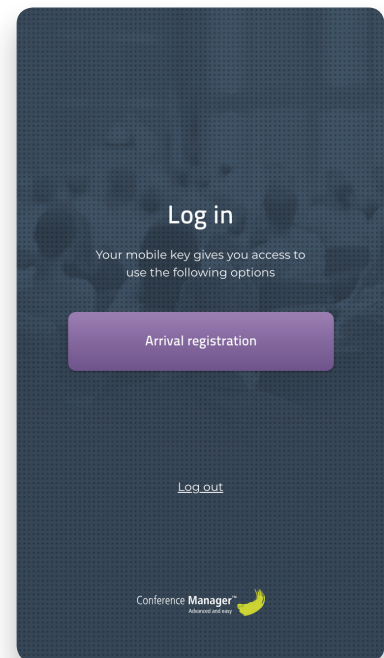 Log in
Your mobile key gives you access to
use the following options
Arrival registration
Log out
Conference Manager™
Advanced and easy